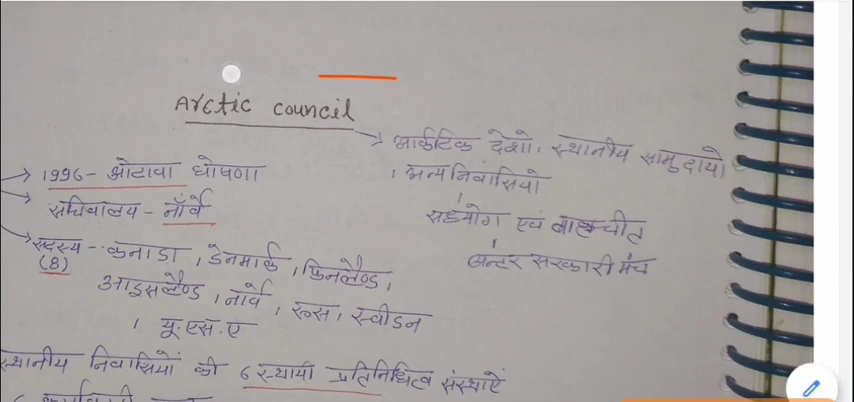 Arctic council
→ आर्कटिक देशो, स्थानीय सामुदायो
, अन्य निवासियो
सहयोग एवं बातचीत
अन्तर सरकारी मंच
→ 1996 - ओटावा घोषणा
सचिवालय - नॉर्वे
सदस्य - कनाडा, डेनमार्क, फिनलैण्ड,
(8)
आइसलैण्ड, नॉर्वे, रूस, स्वीडन
, यू.एस.ए
स्थानीय निवासियों की 6 स्थायी प्रतिनिधित्व संस्थाऐं